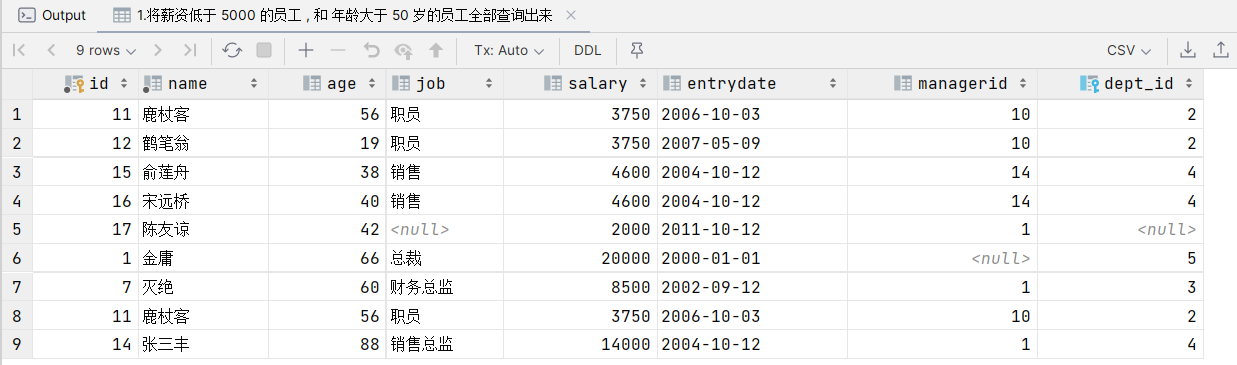 Output 1.将薪资低于 5000 的员工 , 和 年龄大于 50 岁的员工全部查询出来
9 rows Tx: Auto DDL CSV
id name age job salary entrydate managerid dept_id
1 11 鹿杖客 56 职员 3750 2006-10-03 10 2
2 12 鹤笔翁 19 职员 3750 2007-05-09 10 2
3 15 俞莲舟 38 销售 4600 2004-10-12 14 4
4 16 宋远桥 40 销售 4600 2004-10-12 14 4
5 17 陈友谅 42 <null> 2000 2011-10-12 1 <null>
6 1 金庸 66 总裁 20000 2000-01-01 <null> 5
7 7 灭绝 60 财务总监 8500 2002-09-12 1 3
8 11 鹿杖客 56 职员 3750 2006-10-03 10 2
9 14 张三丰 88 销售总监 14000 2004-10-12 1 4